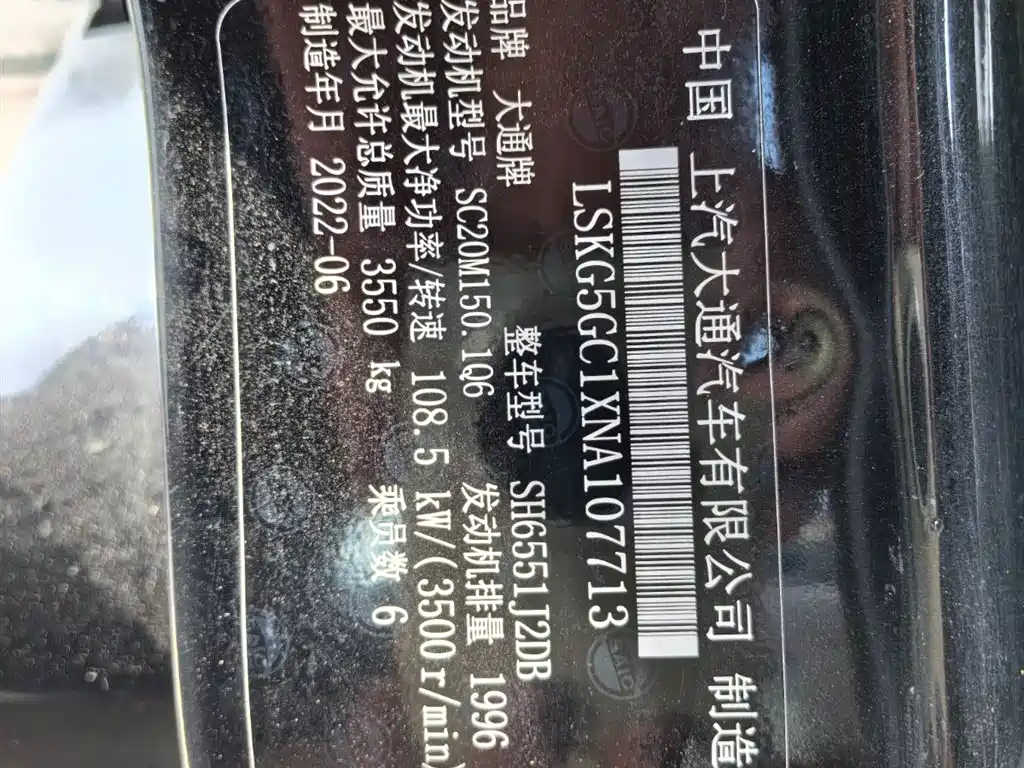 中国 上汽大通汽车有限公司 制造
LSKG5GC1XNA107713
品牌 大通牌 整车型号 SH6551J2DB
发动机型号 SC20M150.1Q6 发动机排量 1996
发动机最大净功率/转速 108.5 kW/(3500r/min)
最大允许总质量 3550 kg 乘员数 6
制造年月 2022-06
SAIC
SAIC